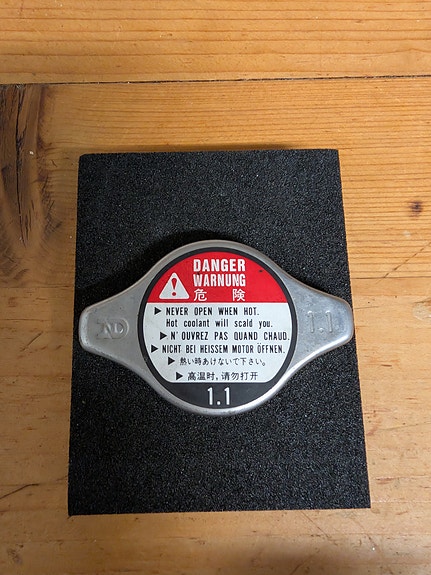 DANGER
WARNUNG
危険
▶ NEVER OPEN WHEN HOT.
Hot coolant will scald you.
▶ N'OUVREZ PAS QUAND CHAUD.
▶ NICHT BEI HEISSEM MOTOR ÖFFNEN.
▶ 熱い時あけないで下さい。
▶ 高温时,请勿打开
ND
1.1
1.1